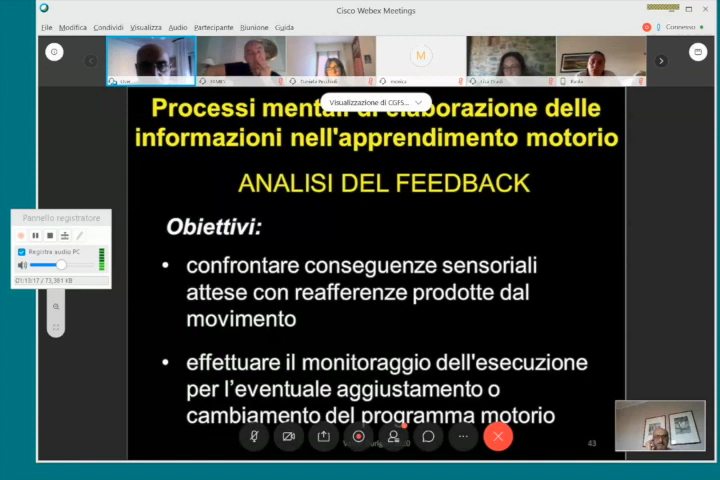 Cisco Webex Meetings
File Modifica Condividi Visualizza Audio Partecipante Riunione Guida
Connesso
M
monica
Paola
Visualizzazione di CGFS...
Processi mentali di elaborazione delle
informazioni nell'apprendimento motorio
ANALISI DEL FEEDBACK
Obiettivi:
• confrontare conseguenze sensoriali
attese con reafferenze prodotte dal
movimento
• effettuare il monitoraggio dell'esecuzione
per l'eventuale aggiustamento o
cambiamento del programma motorio
43
Pannello registratore
Registra audio PC
01:13:17 / 73,381 KB